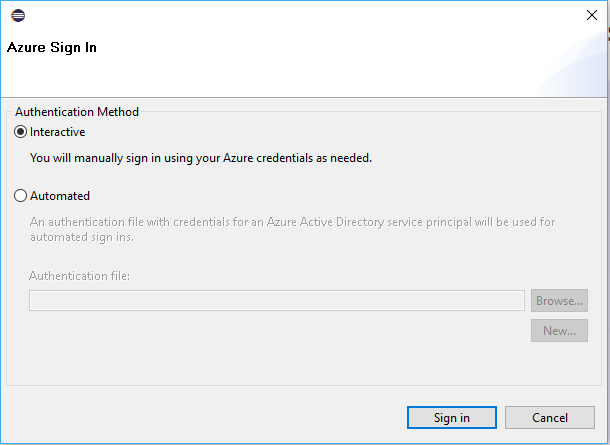 Azure Sign In
Authentication Method
Interactive
You will manually sign in using your Azure credentials as needed.
Automated
An authentication file with credentials for an Azure Active Directory service principal will be used for
automated sign ins.
Authentication file:
Browse...
New...
Sign in
Cancel